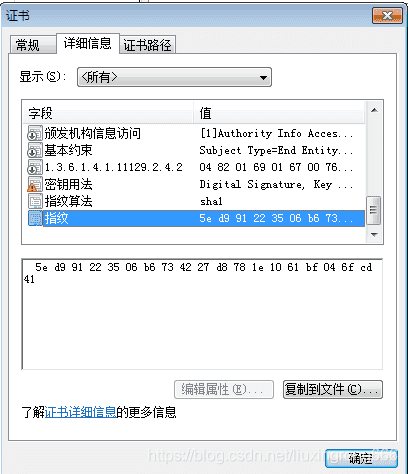 证书
常规 详细信息 证书路径
显示(S): <所有>
字段 值
颁发机构信息访问 [1]Authority Info Acces...
基本约束 Subject Type=End Entity...
1.3.6.1.4.1.11129.2.4.2 04 82 01 69 01 67 00 76...
密钥用法 Digital Signature, Key ...
指纹算法 sha1
指纹 5e d9 91 22 35 06 b6 73...
5e d9 91 22 35 06 b6 73 42 27 d8 78 1e 10 61 bf 04 6f cd
41
编辑属性(E)... 复制到文件(C)...
了解证书详细信息的更多信息
确定